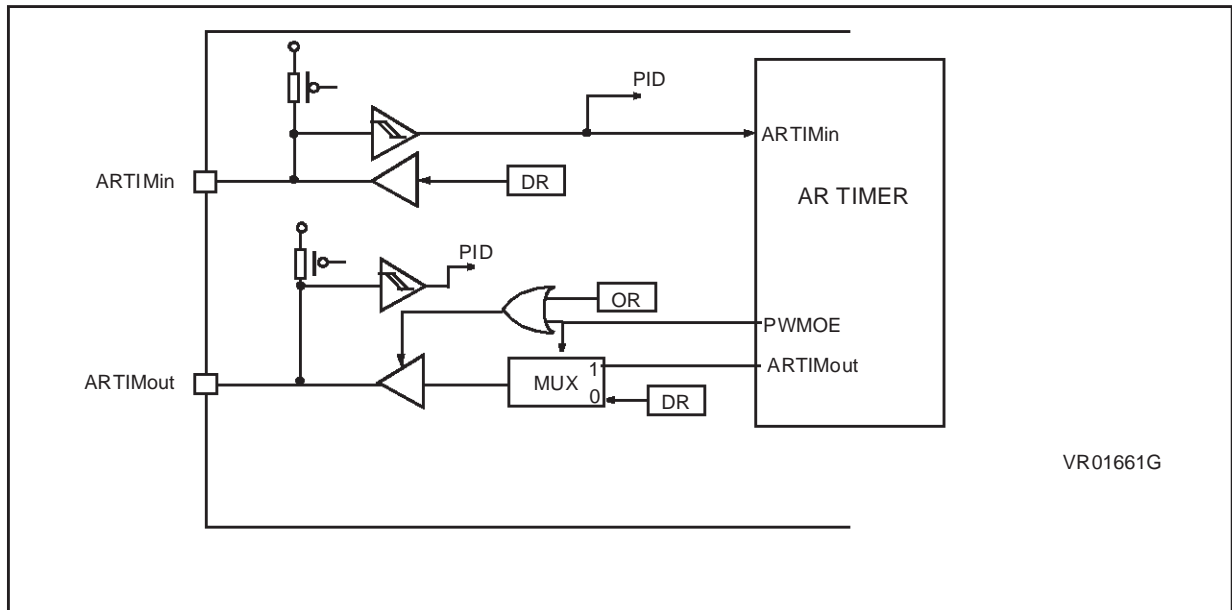 PID
ARTIMin
ARTIMin
DR
AR TIMER
PID
OR
PWMOE
ARTIMout
ARTIMout
MUX
1
0
DR
VR01661G